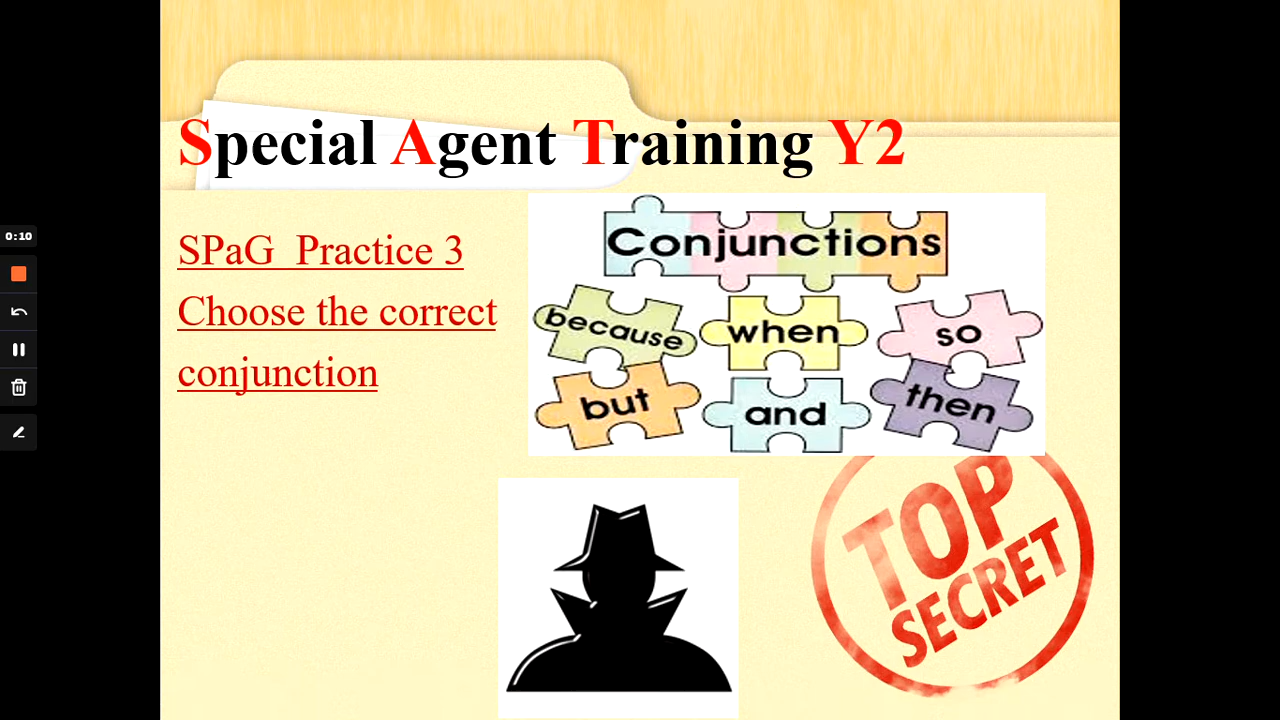 Special Agent Training Y2
SPaG  Practice 3
Choose the correct
conjunction
Conjunctions
because
when
so
but
and
then
TOP
SECRET
0:10